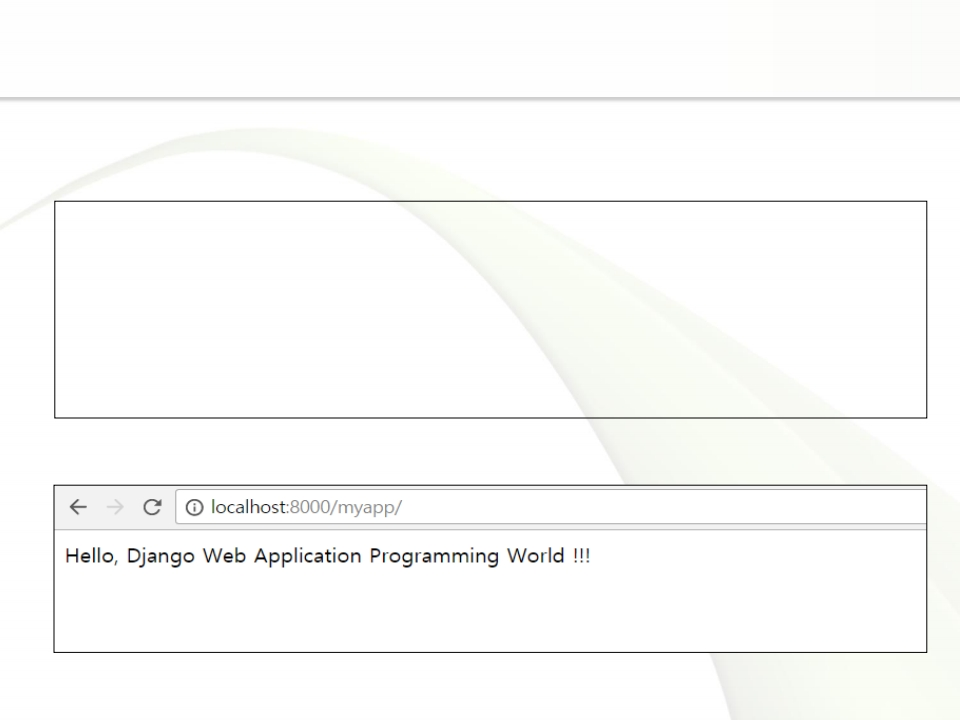 localhost:8000/myapp/
Hello, Django Web Application Programming World !!!